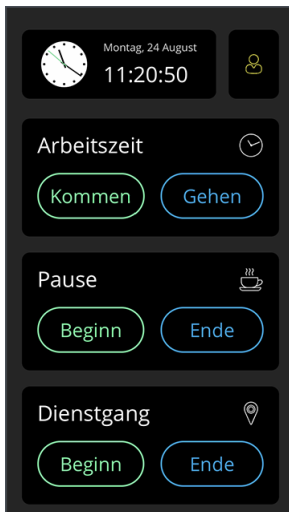 Montag, 24 August
11:20:50
Arbeitszeit
Kommen Gehen
Pause
Beginn Ende
Dienstgang
Beginn Ende